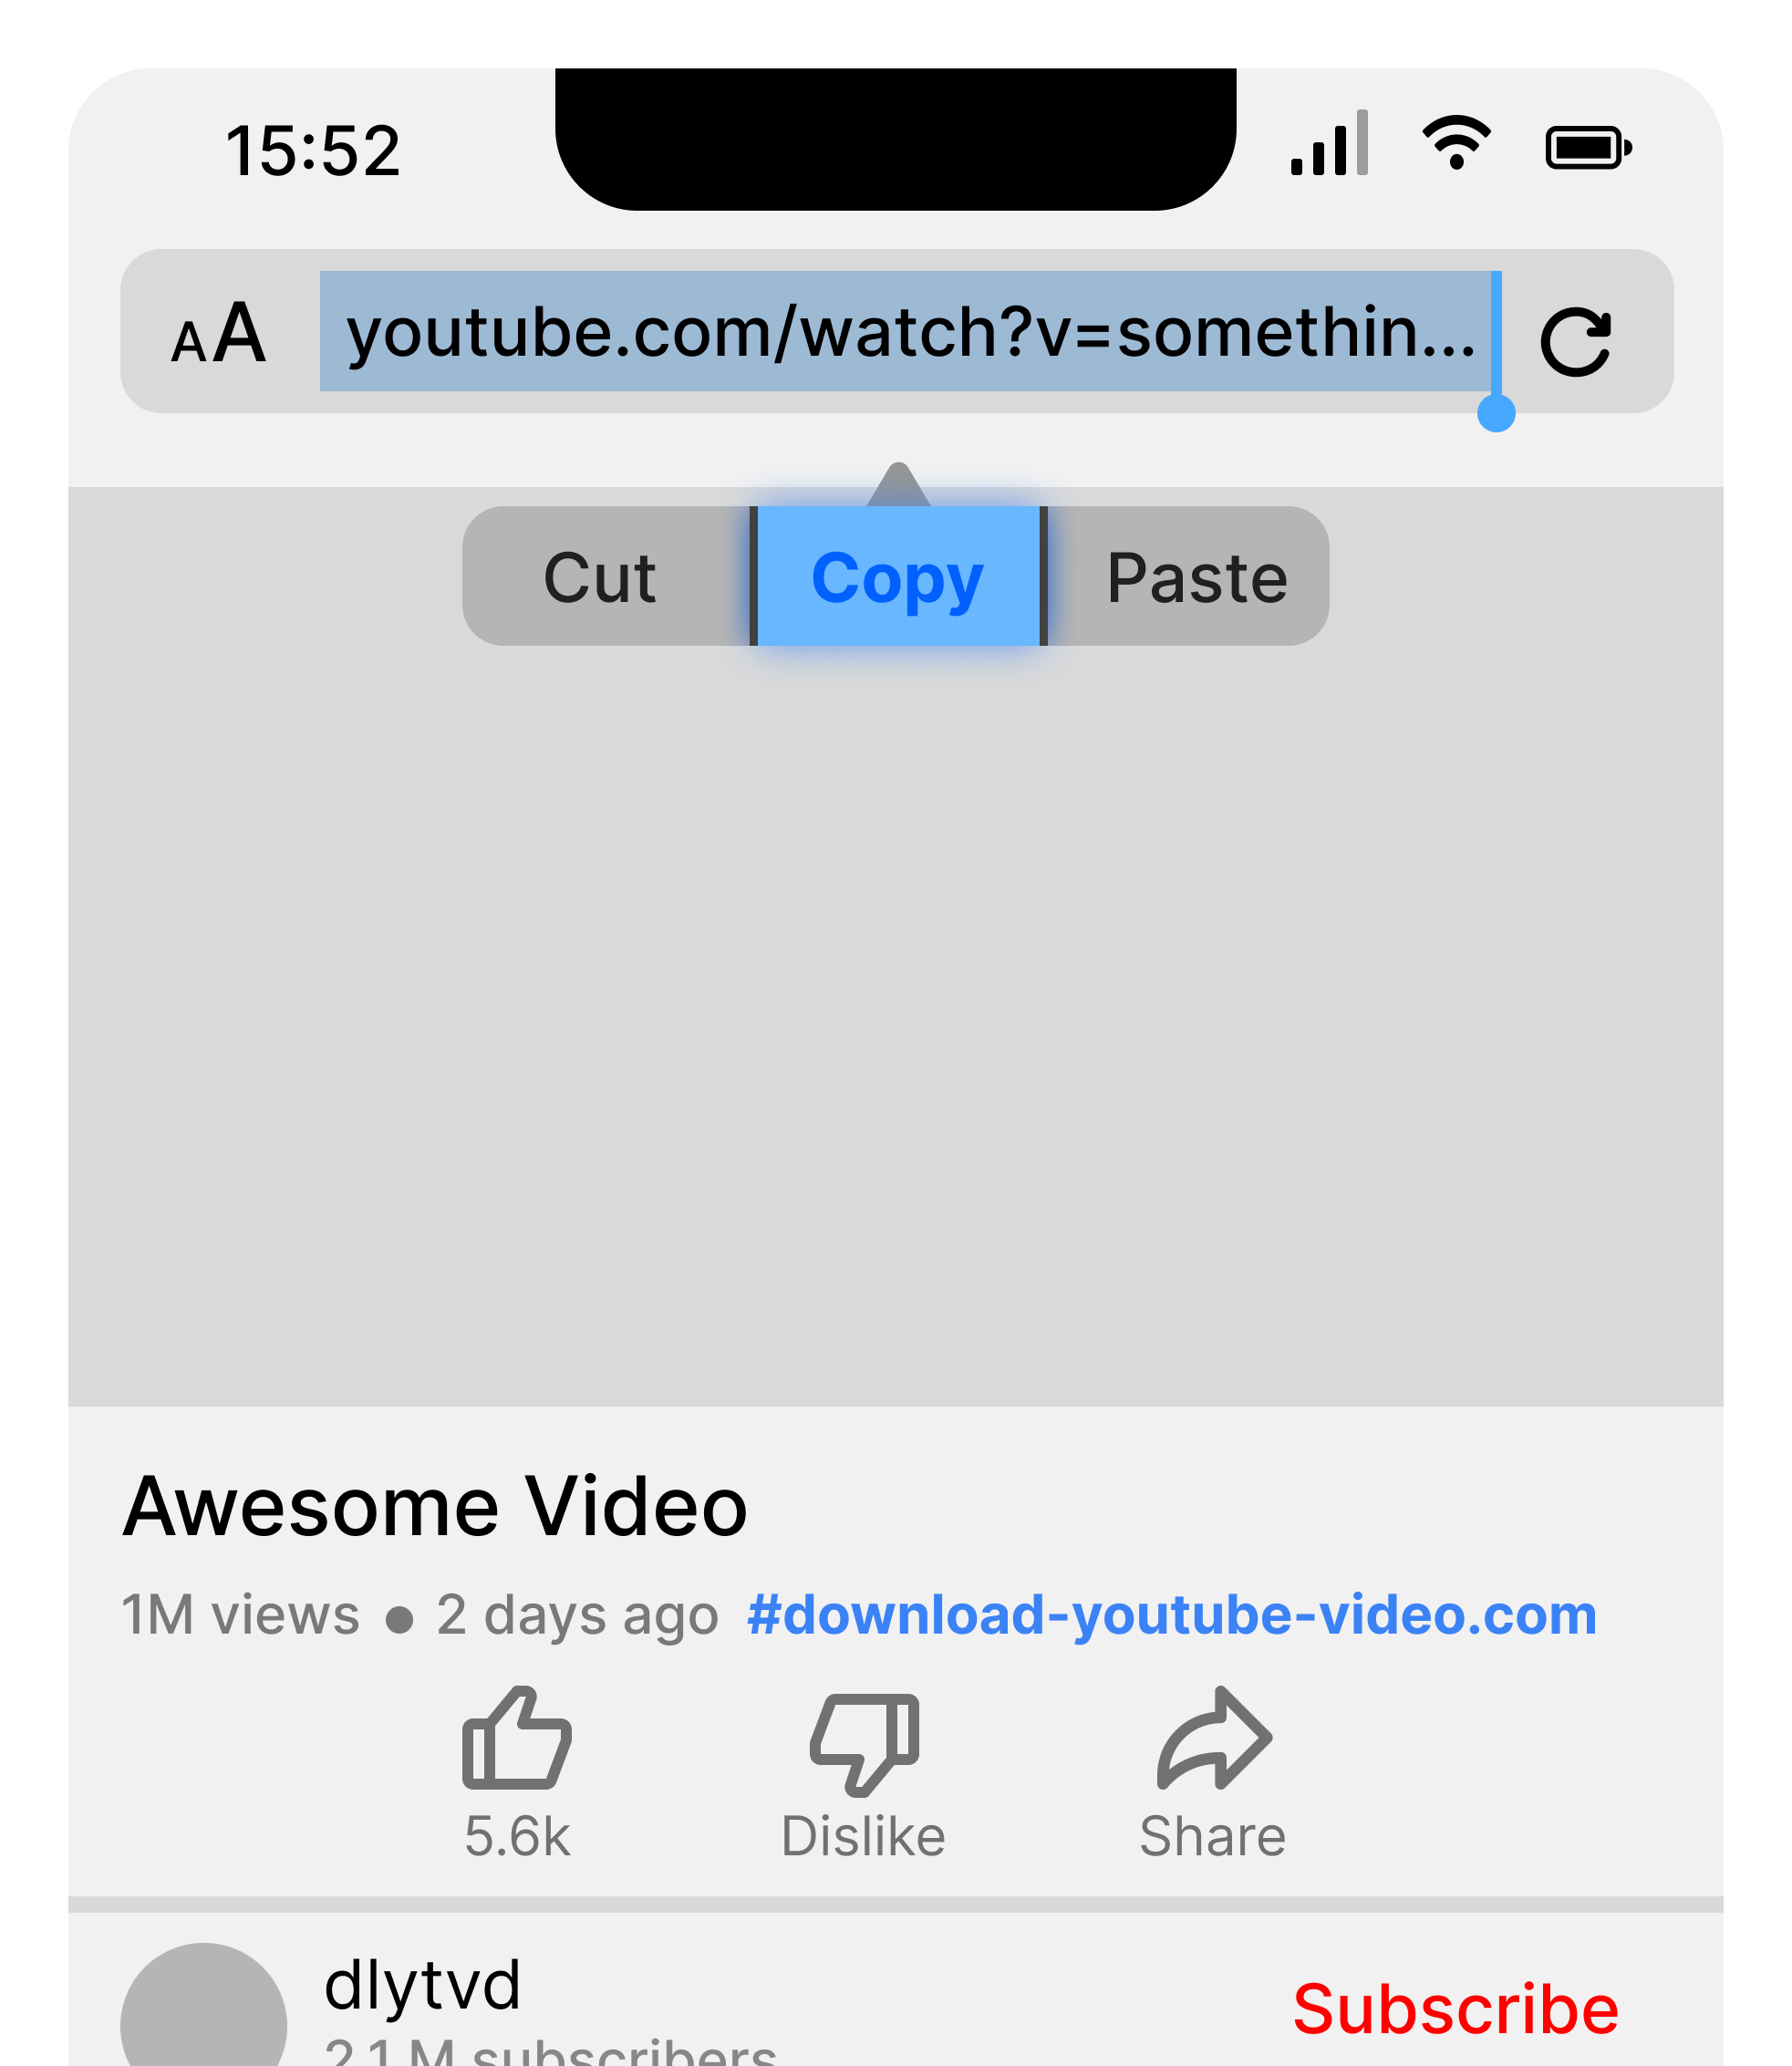 15:52
AA youtube.com/watch?v=somethin...
Cut Copy Paste
Awesome Video
1M views ● 2 days ago #download-youtube-video.com
5.6k Dislike Share
dlytvd
Subscribe
2.1 M subscribers